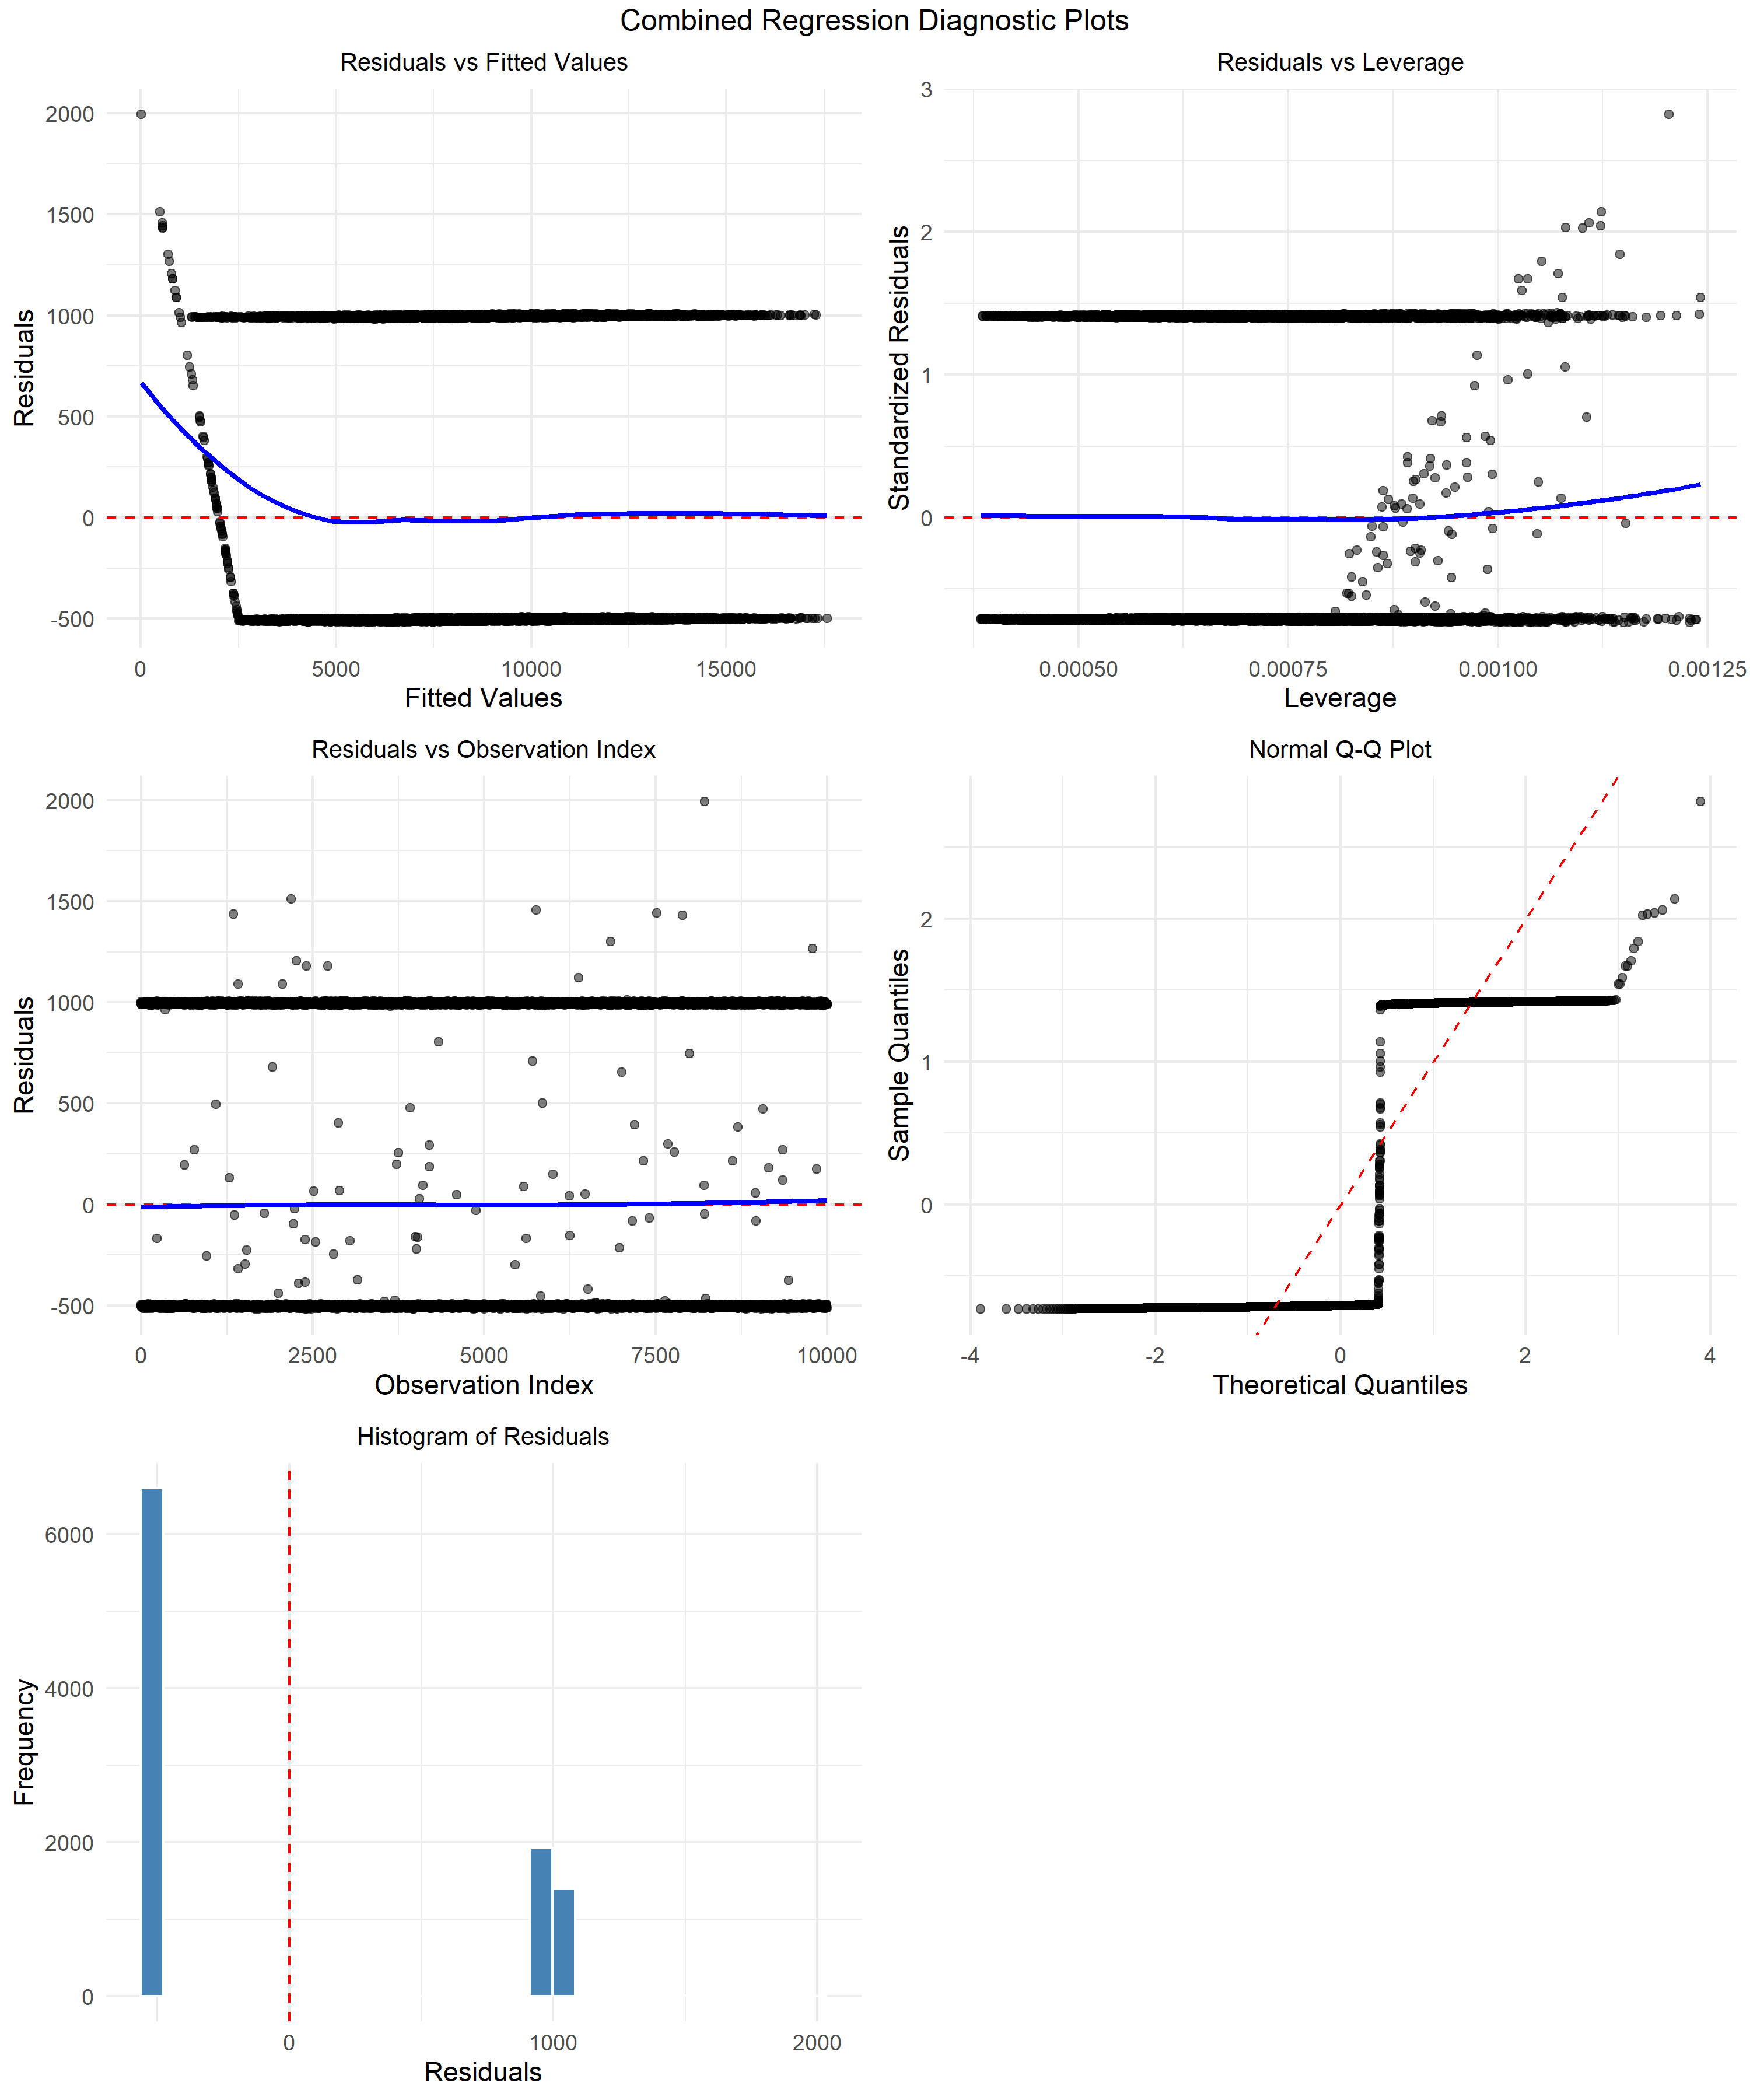 Combined Regression Diagnostic Plots
Residuals vs Fitted Values
2000
1500
1000
500
0
-500
Residuals
0 5000 10000 15000
Fitted Values
Residuals vs Leverage
3
2
1
0
Standardized Residuals
0.00050 0.00075 0.00100 0.00125
Leverage
Residuals vs Observation Index
2000
1500
1000
500
0
-500
Residuals
0 2500 5000 7500 10000
Observation Index
Normal Q-Q Plot
2
1
0
Sample Quantiles
-4 -2 0 2 4
Theoretical Quantiles
Histogram of Residuals
6000
4000
2000
0
Frequency
0 1000 2000
Residuals